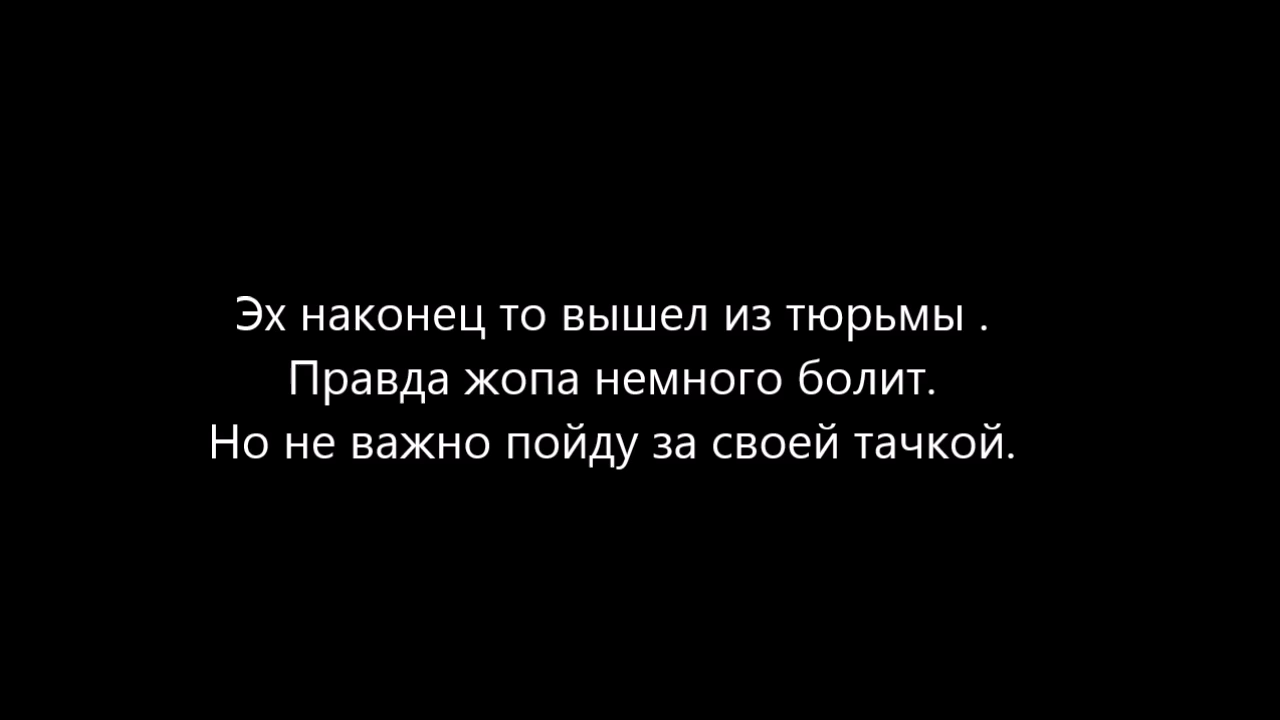 Эх наконец то вышел из тюрьмы .
Правда жопа немного болит.
Но не важно пойду за своей тачкой.